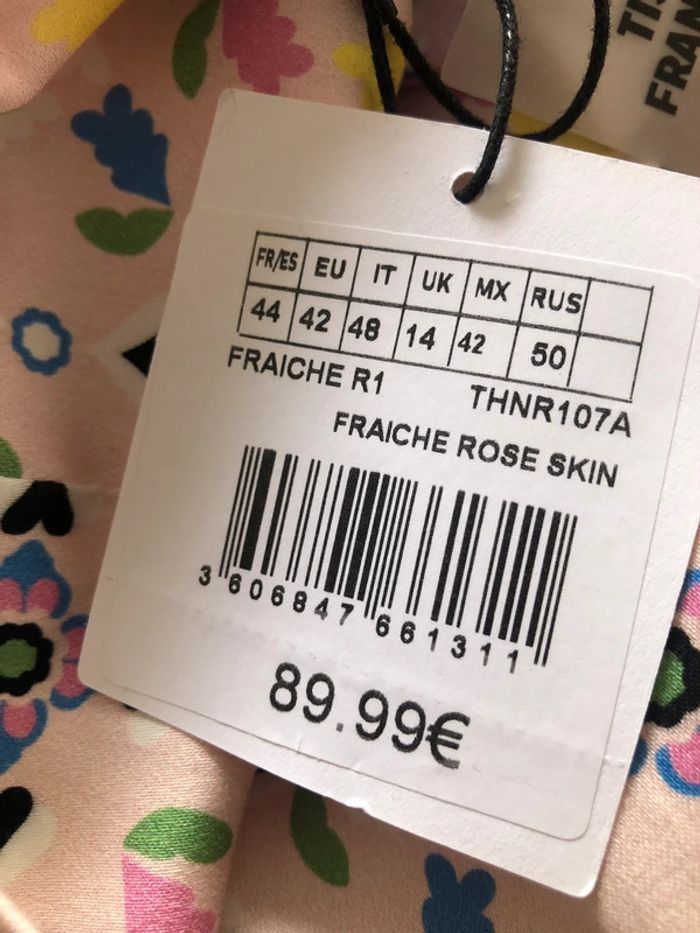 FRAN
FR/ES EU IT UK MX RUS
44 42 48 14 42 50
FRAICHE R1 THNR107A
FRAICHE ROSE SKIN
3 606847 661311
89.99€